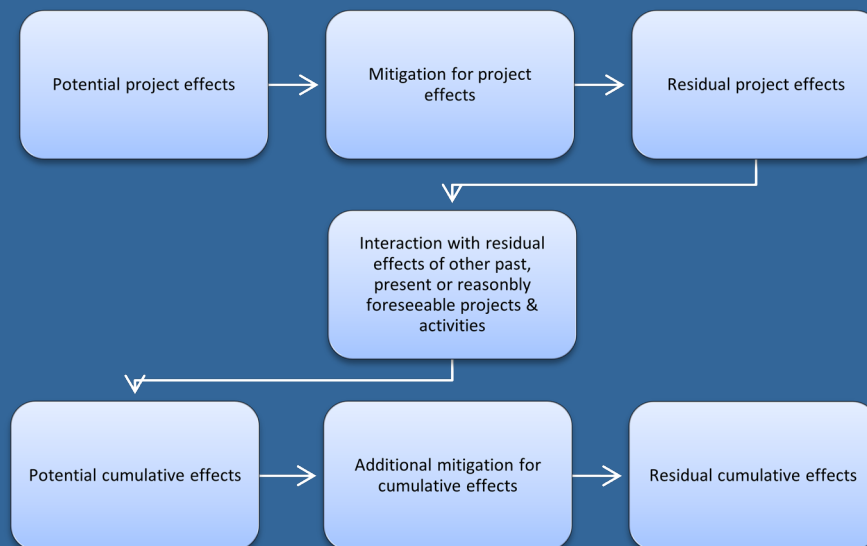 Potential project effects
Mitigation for project
effects
Residual project effects
Interaction with residual
effects of other past,
present or reasonbly
foreseeable projects &
activities
Potential cumulative effects
Additional mitigation for
cumulative effects
Residual cumulative effects